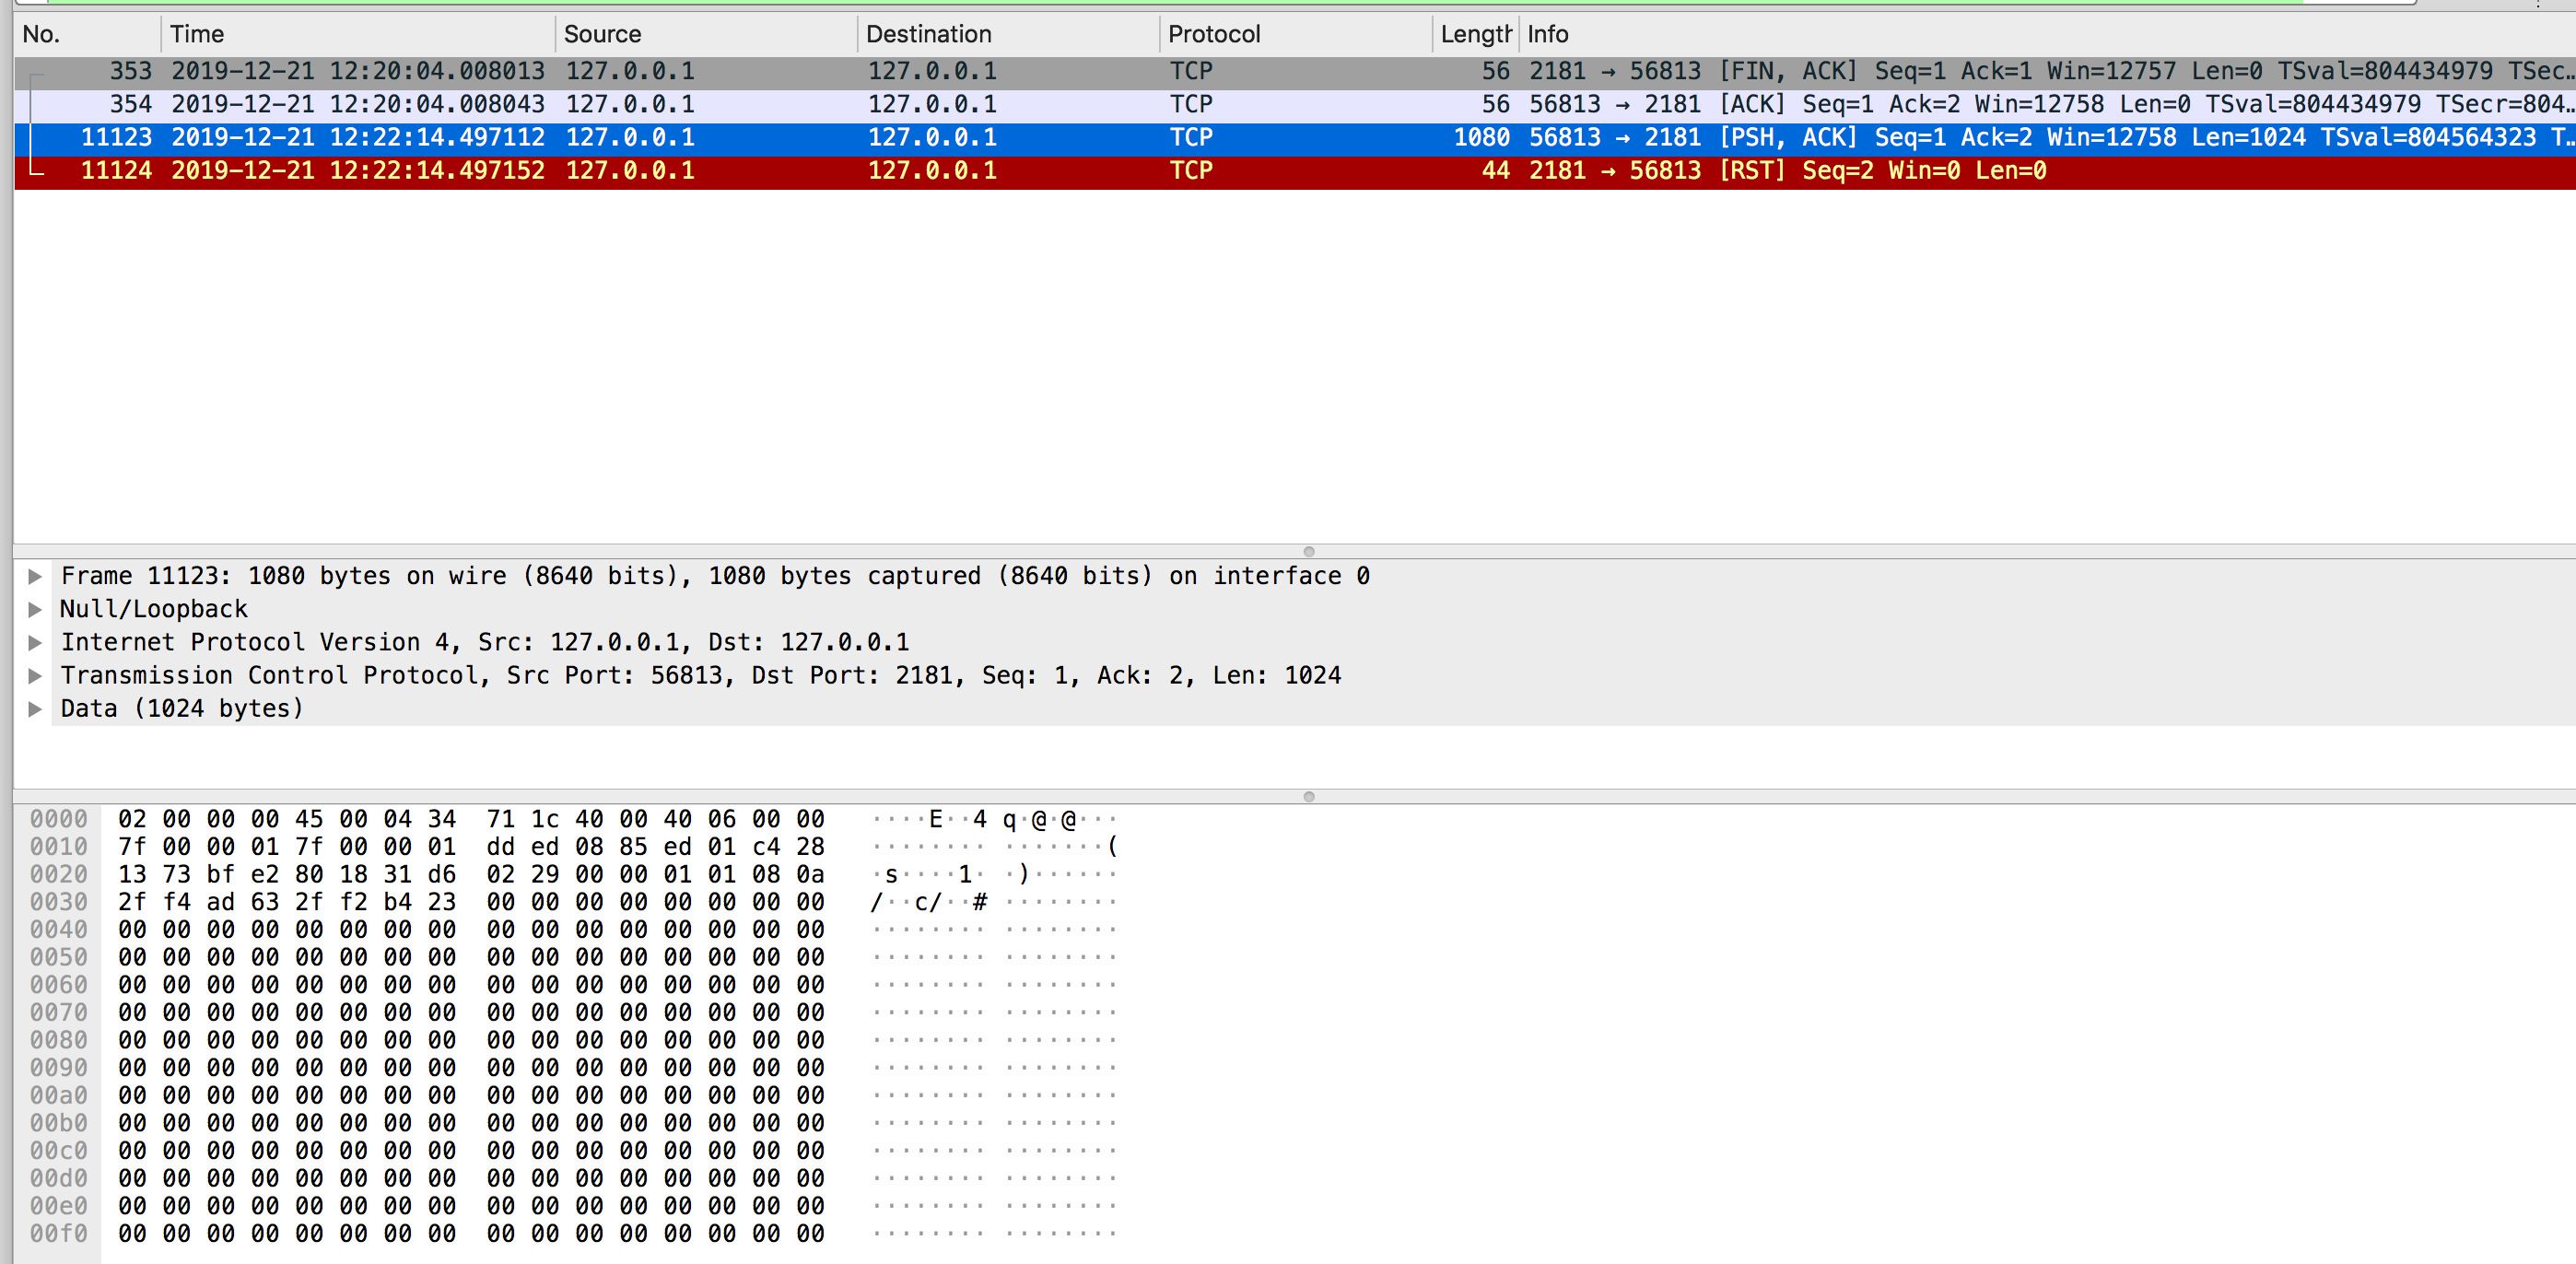 No. Time Source Destination Protocol Length Info
353 2019-12-21 12:20:04.008013 127.0.0.1 127.0.0.1 TCP 56 2181 → 56813 [FIN, ACK] Seq=1 Ack=1 Win=12757 Len=0 TSval=804434979 TSec…
354 2019-12-21 12:20:04.008043 127.0.0.1 127.0.0.1 TCP 56 56813 → 2181 [ACK] Seq=1 Ack=2 Win=12758 Len=0 TSval=804434979 TSecr=804…
11123 2019-12-21 12:22:14.497112 127.0.0.1 127.0.0.1 TCP 1080 56813 → 2181 [PSH, ACK] Seq=1 Ack=2 Win=12758 Len=1024 TSval=804564323 T…
11124 2019-12-21 12:22:14.497152 127.0.0.1 127.0.0.1 TCP 44 2181 → 56813 [RST] Seq=2 Win=0 Len=0
Frame 11123: 1080 bytes on wire (8640 bits), 1080 bytes captured (8640 bits) on interface 0
Null/Loopback
Internet Protocol Version 4, Src: 127.0.0.1, Dst: 127.0.0.1
Transmission Control Protocol, Src Port: 56813, Dst Port: 2181, Seq: 1, Ack: 2, Len: 1024
Data (1024 bytes)
0000 02 00 00 00 45 00 04 34 71 1c 40 00 40 06 00 00 ····E··4 q·@·@···
0010 7f 00 00 01 7f 00 00 01 dd ed 08 85 ed 01 c4 28 ········ ·······(
0020 13 73 bf e2 80 18 31 d6 02 29 00 00 01 01 08 0a ·s····1· ·)······
0030 2f f4 ad 63 2f f2 b4 23 00 00 00 00 00 00 00 00 /··c/··# ········
0040 00 00 00 00 00 00 00 00 00 00 00 00 00 00 00 00 ········ ········
0050 00 00 00 00 00 00 00 00 00 00 00 00 00 00 00 00 ········ ········
0060 00 00 00 00 00 00 00 00 00 00 00 00 00 00 00 00 ········ ········
0070 00 00 00 00 00 00 00 00 00 00 00 00 00 00 00 00 ········ ········
0080 00 00 00 00 00 00 00 00 00 00 00 00 00 00 00 00 ········ ········
0090 00 00 00 00 00 00 00 00 00 00 00 00 00 00 00 00 ········ ········
00a0 00 00 00 00 00 00 00 00 00 00 00 00 00 00 00 00 ········ ········
00b0 00 00 00 00 00 00 00 00 00 00 00 00 00 00 00 00 ········ ········
00c0 00 00 00 00 00 00 00 00 00 00 00 00 00 00 00 00 ········ ········
00d0 00 00 00 00 00 00 00 00 00 00 00 00 00 00 00 00 ········ ········
00e0 00 00 00 00 00 00 00 00 00 00 00 00 00 00 00 00 ········ ········
00f0 00 00 00 00 00 00 00 00 00 00 00 00 00 00 00 00 ········ ········